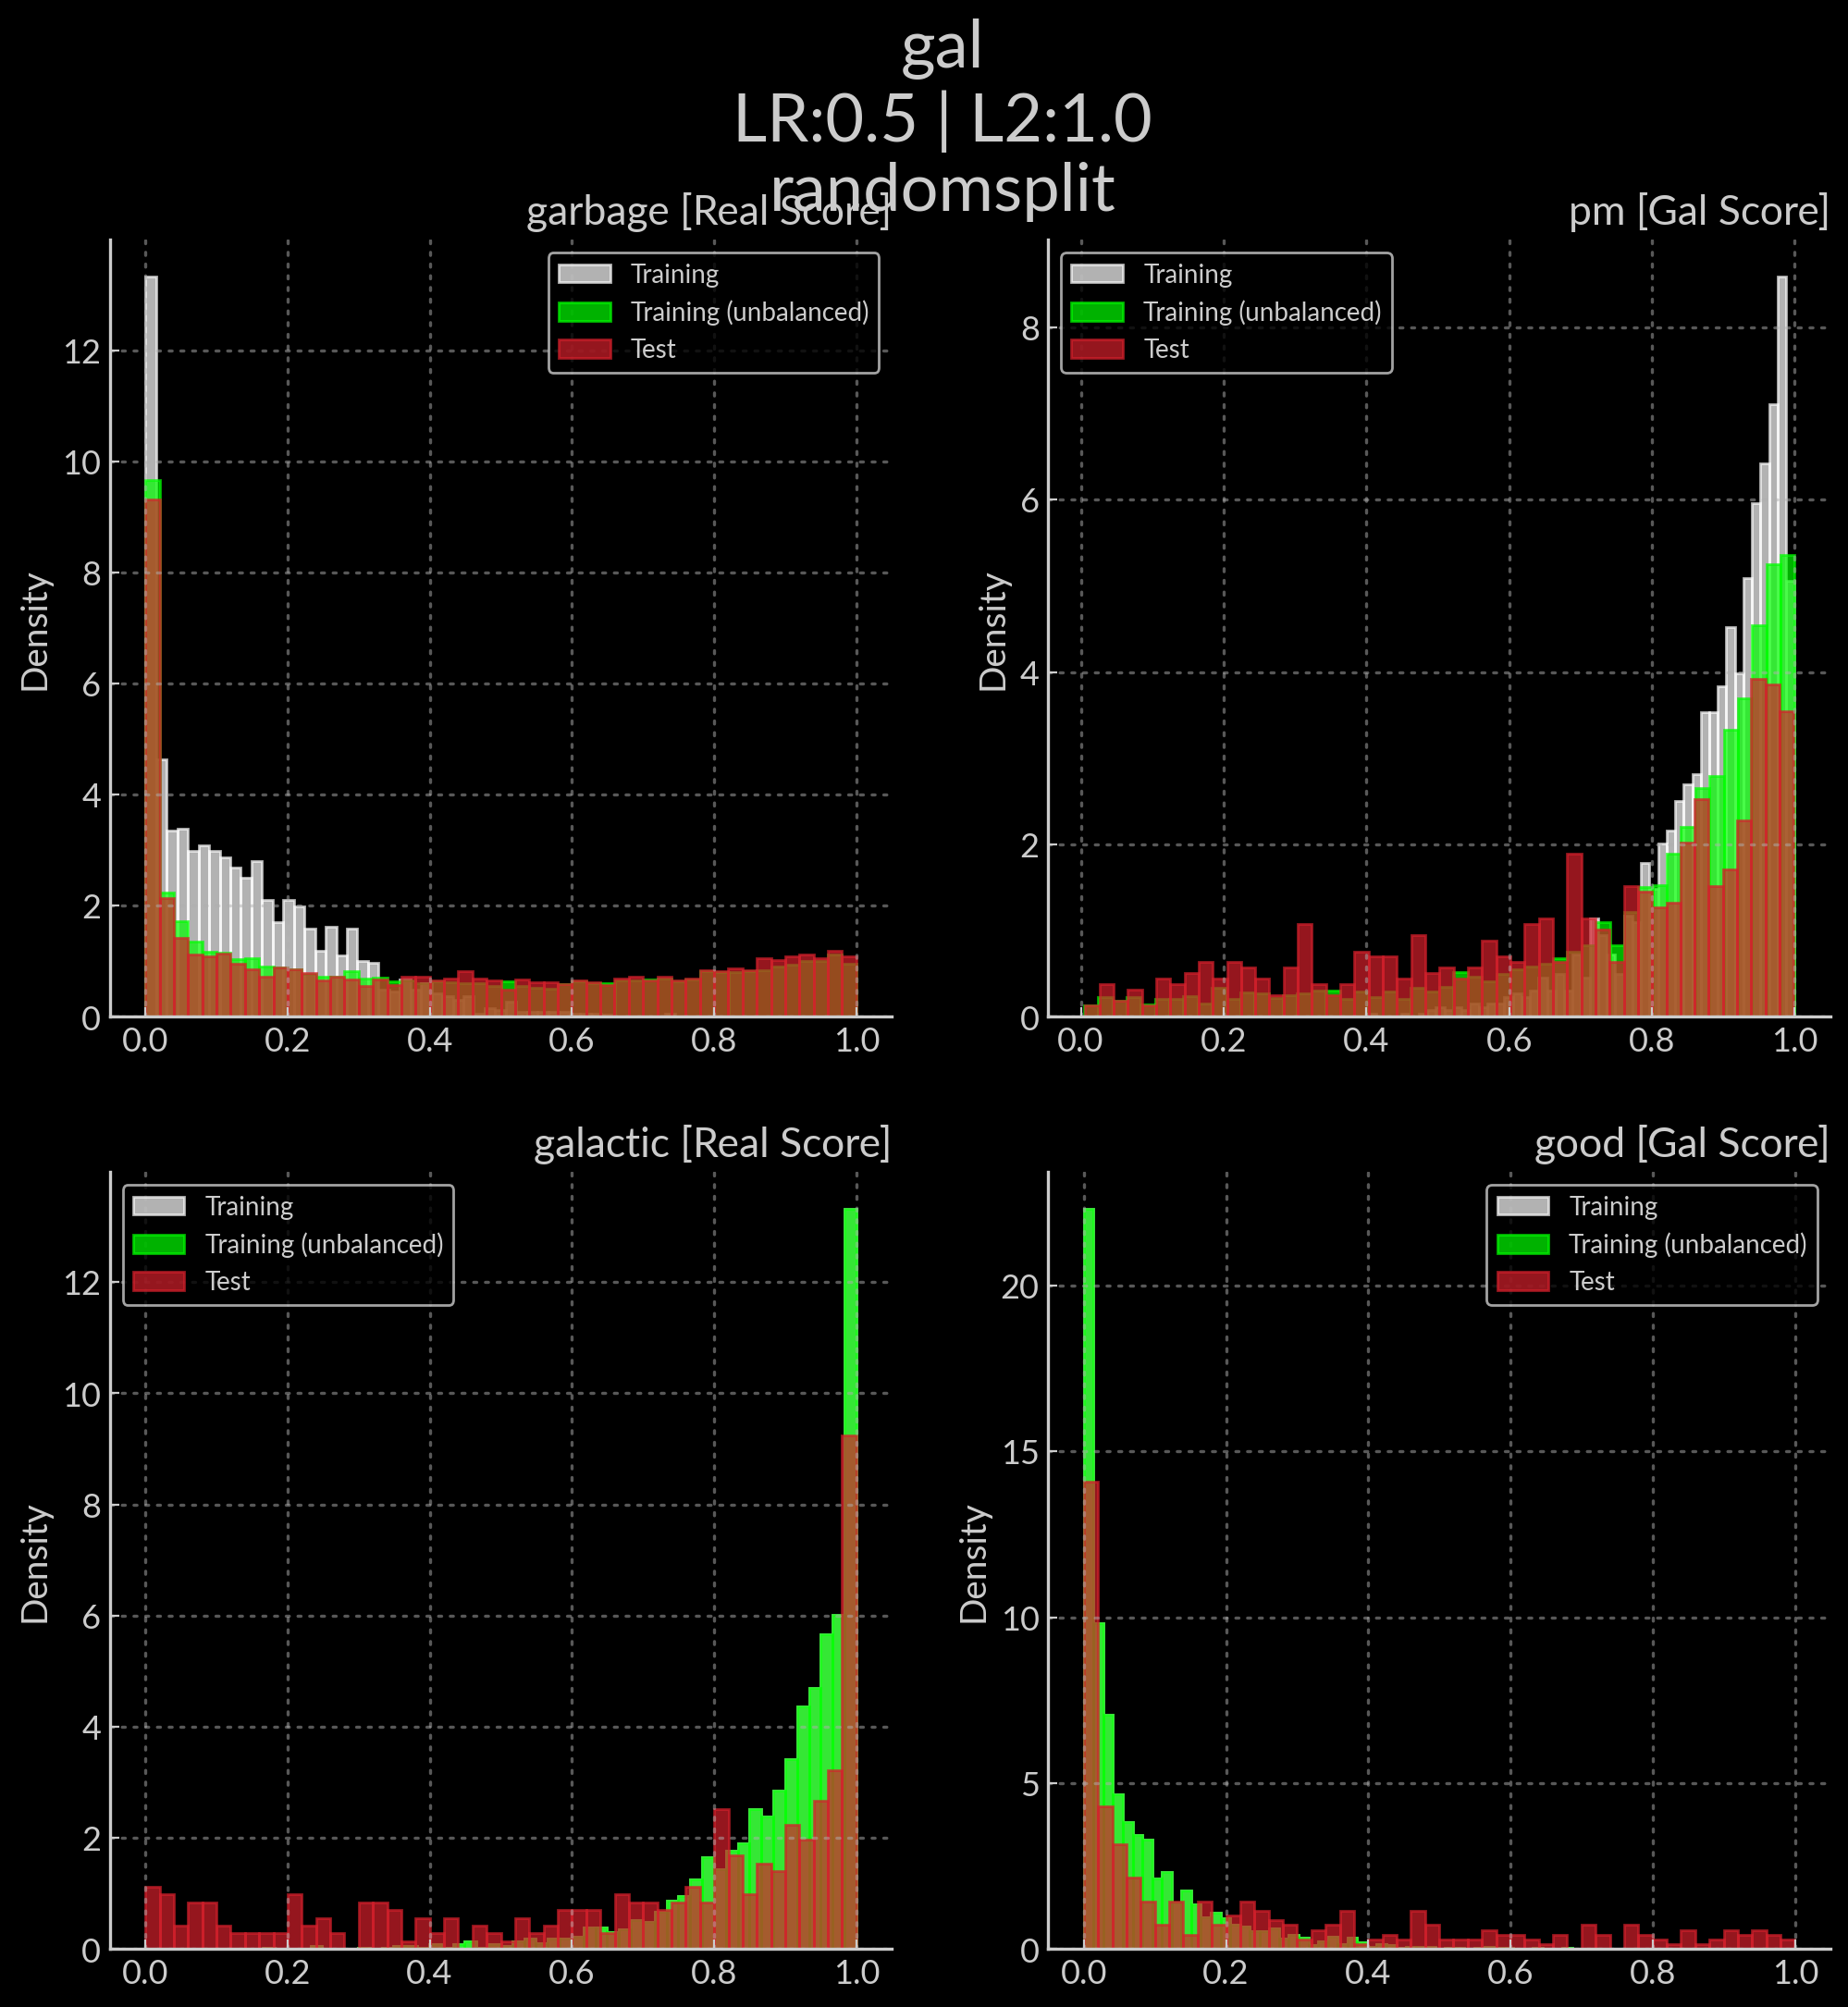 gal
LR:0.5 | L2:1.0
randomsplit
garbage [Real Score]
Training
Training (unbalanced)
Test
Density
12
10
8
6
4
2
0
0.0 0.2 0.4 0.6 0.8 1.0
pm [Gal Score]
Training
Training (unbalanced)
Test
Density
8
6
4
2
0
0.0 0.2 0.4 0.6 0.8 1.0
galactic [Real Score]
Training
Training (unbalanced)
Test
Density
12
10
8
6
4
2
0
0.0 0.2 0.4 0.6 0.8 1.0
good [Gal Score]
Training
Training (unbalanced)
Test
Density
20
15
10
5
0
0.0 0.2 0.4 0.6 0.8 1.0